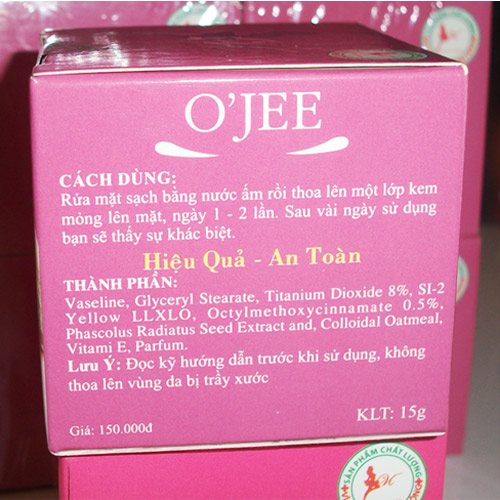 O'JEE
CÁCH DÙNG:
Rửa mặt sạch bằng nước ấm rồi thoa lên một lớp kem
mỏng lên mặt, ngày 1 - 2 lần. Sau vài ngày sử dụng
bạn sẽ thấy sự khác biệt.
Hiệu Quả - An Toàn
THÀNH PHẦN:
Vaseline, Glyceryl Stearate, Titanium Dioxide 8%, SI-2
Yellow LLXLO, Octylmethoxycinnamate 0.5%,
Phascolus Radiatus Seed Extract and, Colloidal Oatmeal,
Vitami E, Parfum.
Lưu Ý: Đọc kỹ hướng dẫn trước khi sử dụng, không
thoa lên vùng da bị trầy xước
Giá: 150.000đ
KLT: 15g
SẢN PHẨM CHẤT LƯỢNG